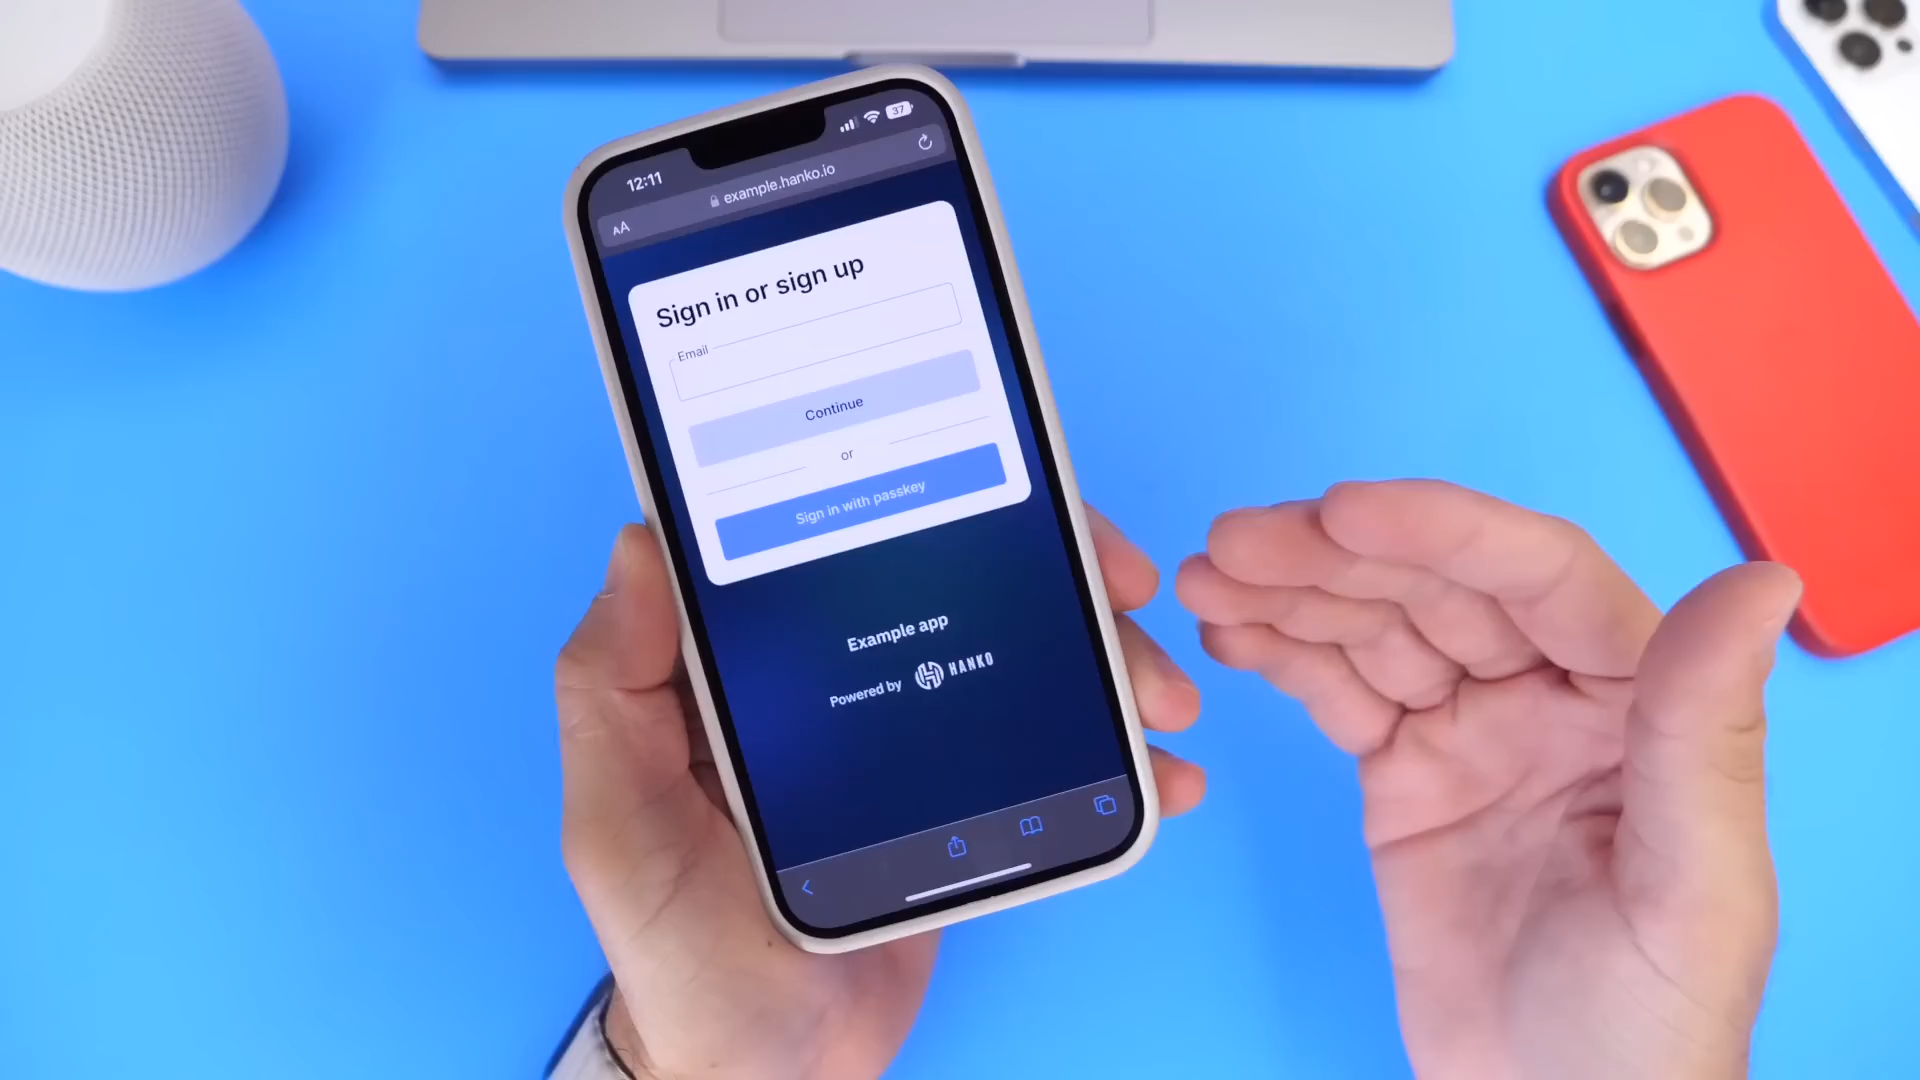 12:11
37
AA
example.hanko.io
Sign in or sign up
Email
Continue
or
Sign in with passkey
Example app
Powered by HANKO